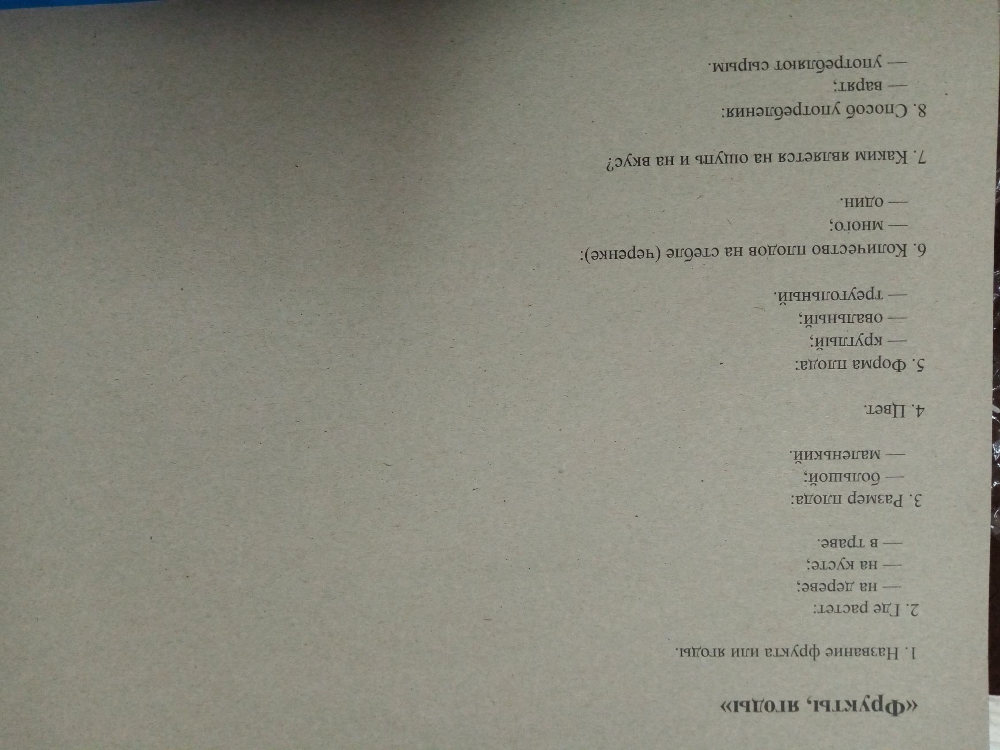 «Фрукты, ягоды»
1. Название фрукта или ягоды.
2. Где растет:
— на дереве;
— на кусте;
— в траве.
3. Размер плода:
— большой;
— маленький.
4. Цвет.
5. Форма плода:
— круглый;
— овальный;
— треугольный.
6. Количество плодов на стебле (черенке):
— много;
— один.
7. Каким является на ощупь и на вкус?
8. Способ употребления:
— варят;
— употребляют сырым.